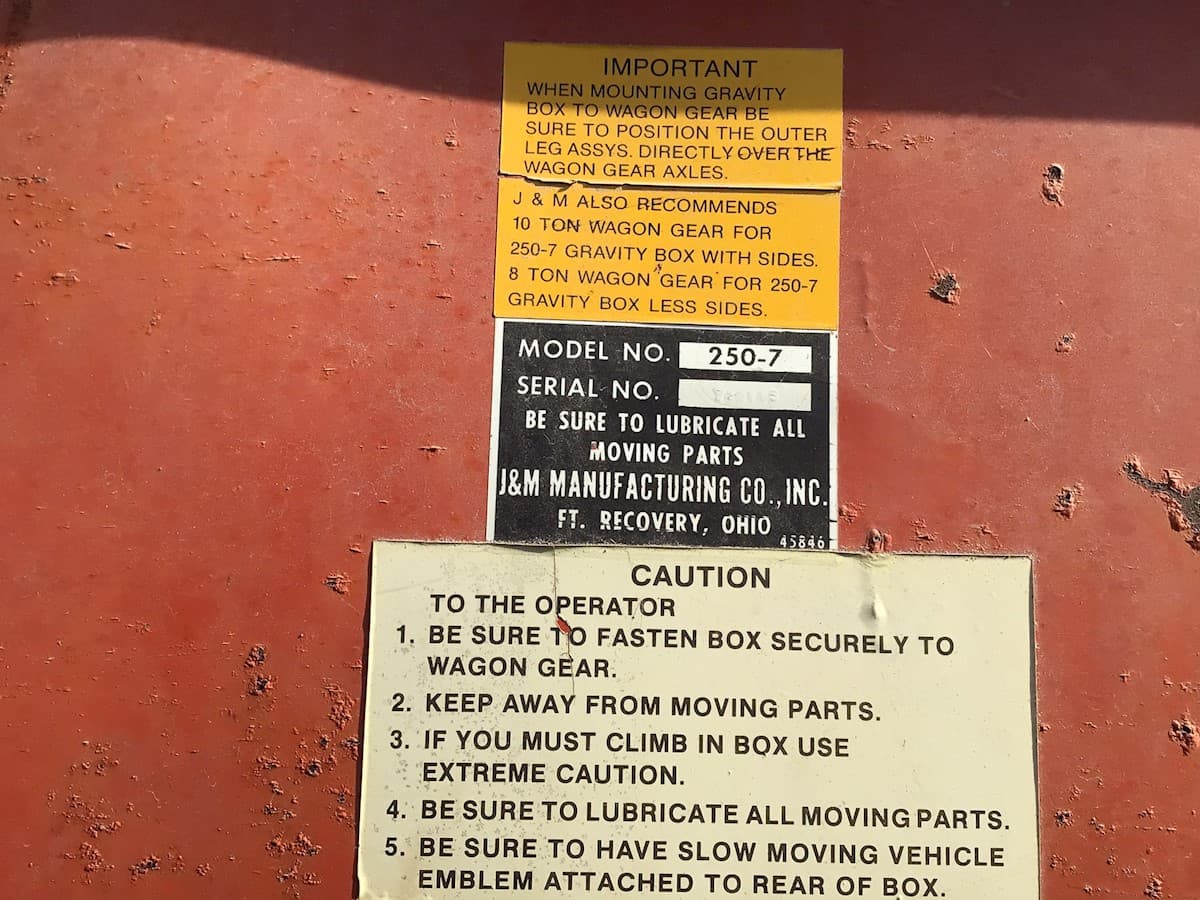 IMPORTANT
WHEN MOUNTING GRAVITY
BOX TO WAGON GEAR BE
SURE TO POSITION THE OUTER
LEG ASSYS. DIRECTLY OVER THE
WAGON GEAR AXLES.
J & M ALSO RECOMMENDS
10 TON WAGON GEAR FOR
250-7 GRAVITY BOX WITH SIDES.
8 TON WAGON GEAR FOR 250-7
GRAVITY BOX LESS SIDES.
MODEL NO. 250-7
SERIAL NO.
BE SURE TO LUBRICATE ALL
MOVING PARTS
J&M MANUFACTURING CO., INC.
FT. RECOVERY, OHIO
45846
CAUTION
TO THE OPERATOR
1. BE SURE TO FASTEN BOX SECURELY TO
WAGON GEAR.
2. KEEP AWAY FROM MOVING PARTS.
3. IF YOU MUST CLIMB IN BOX USE
EXTREME CAUTION.
4. BE SURE TO LUBRICATE ALL MOVING PARTS.
5. BE SURE TO HAVE SLOW MOVING VEHICLE
EMBLEM ATTACHED TO REAR OF BOX.